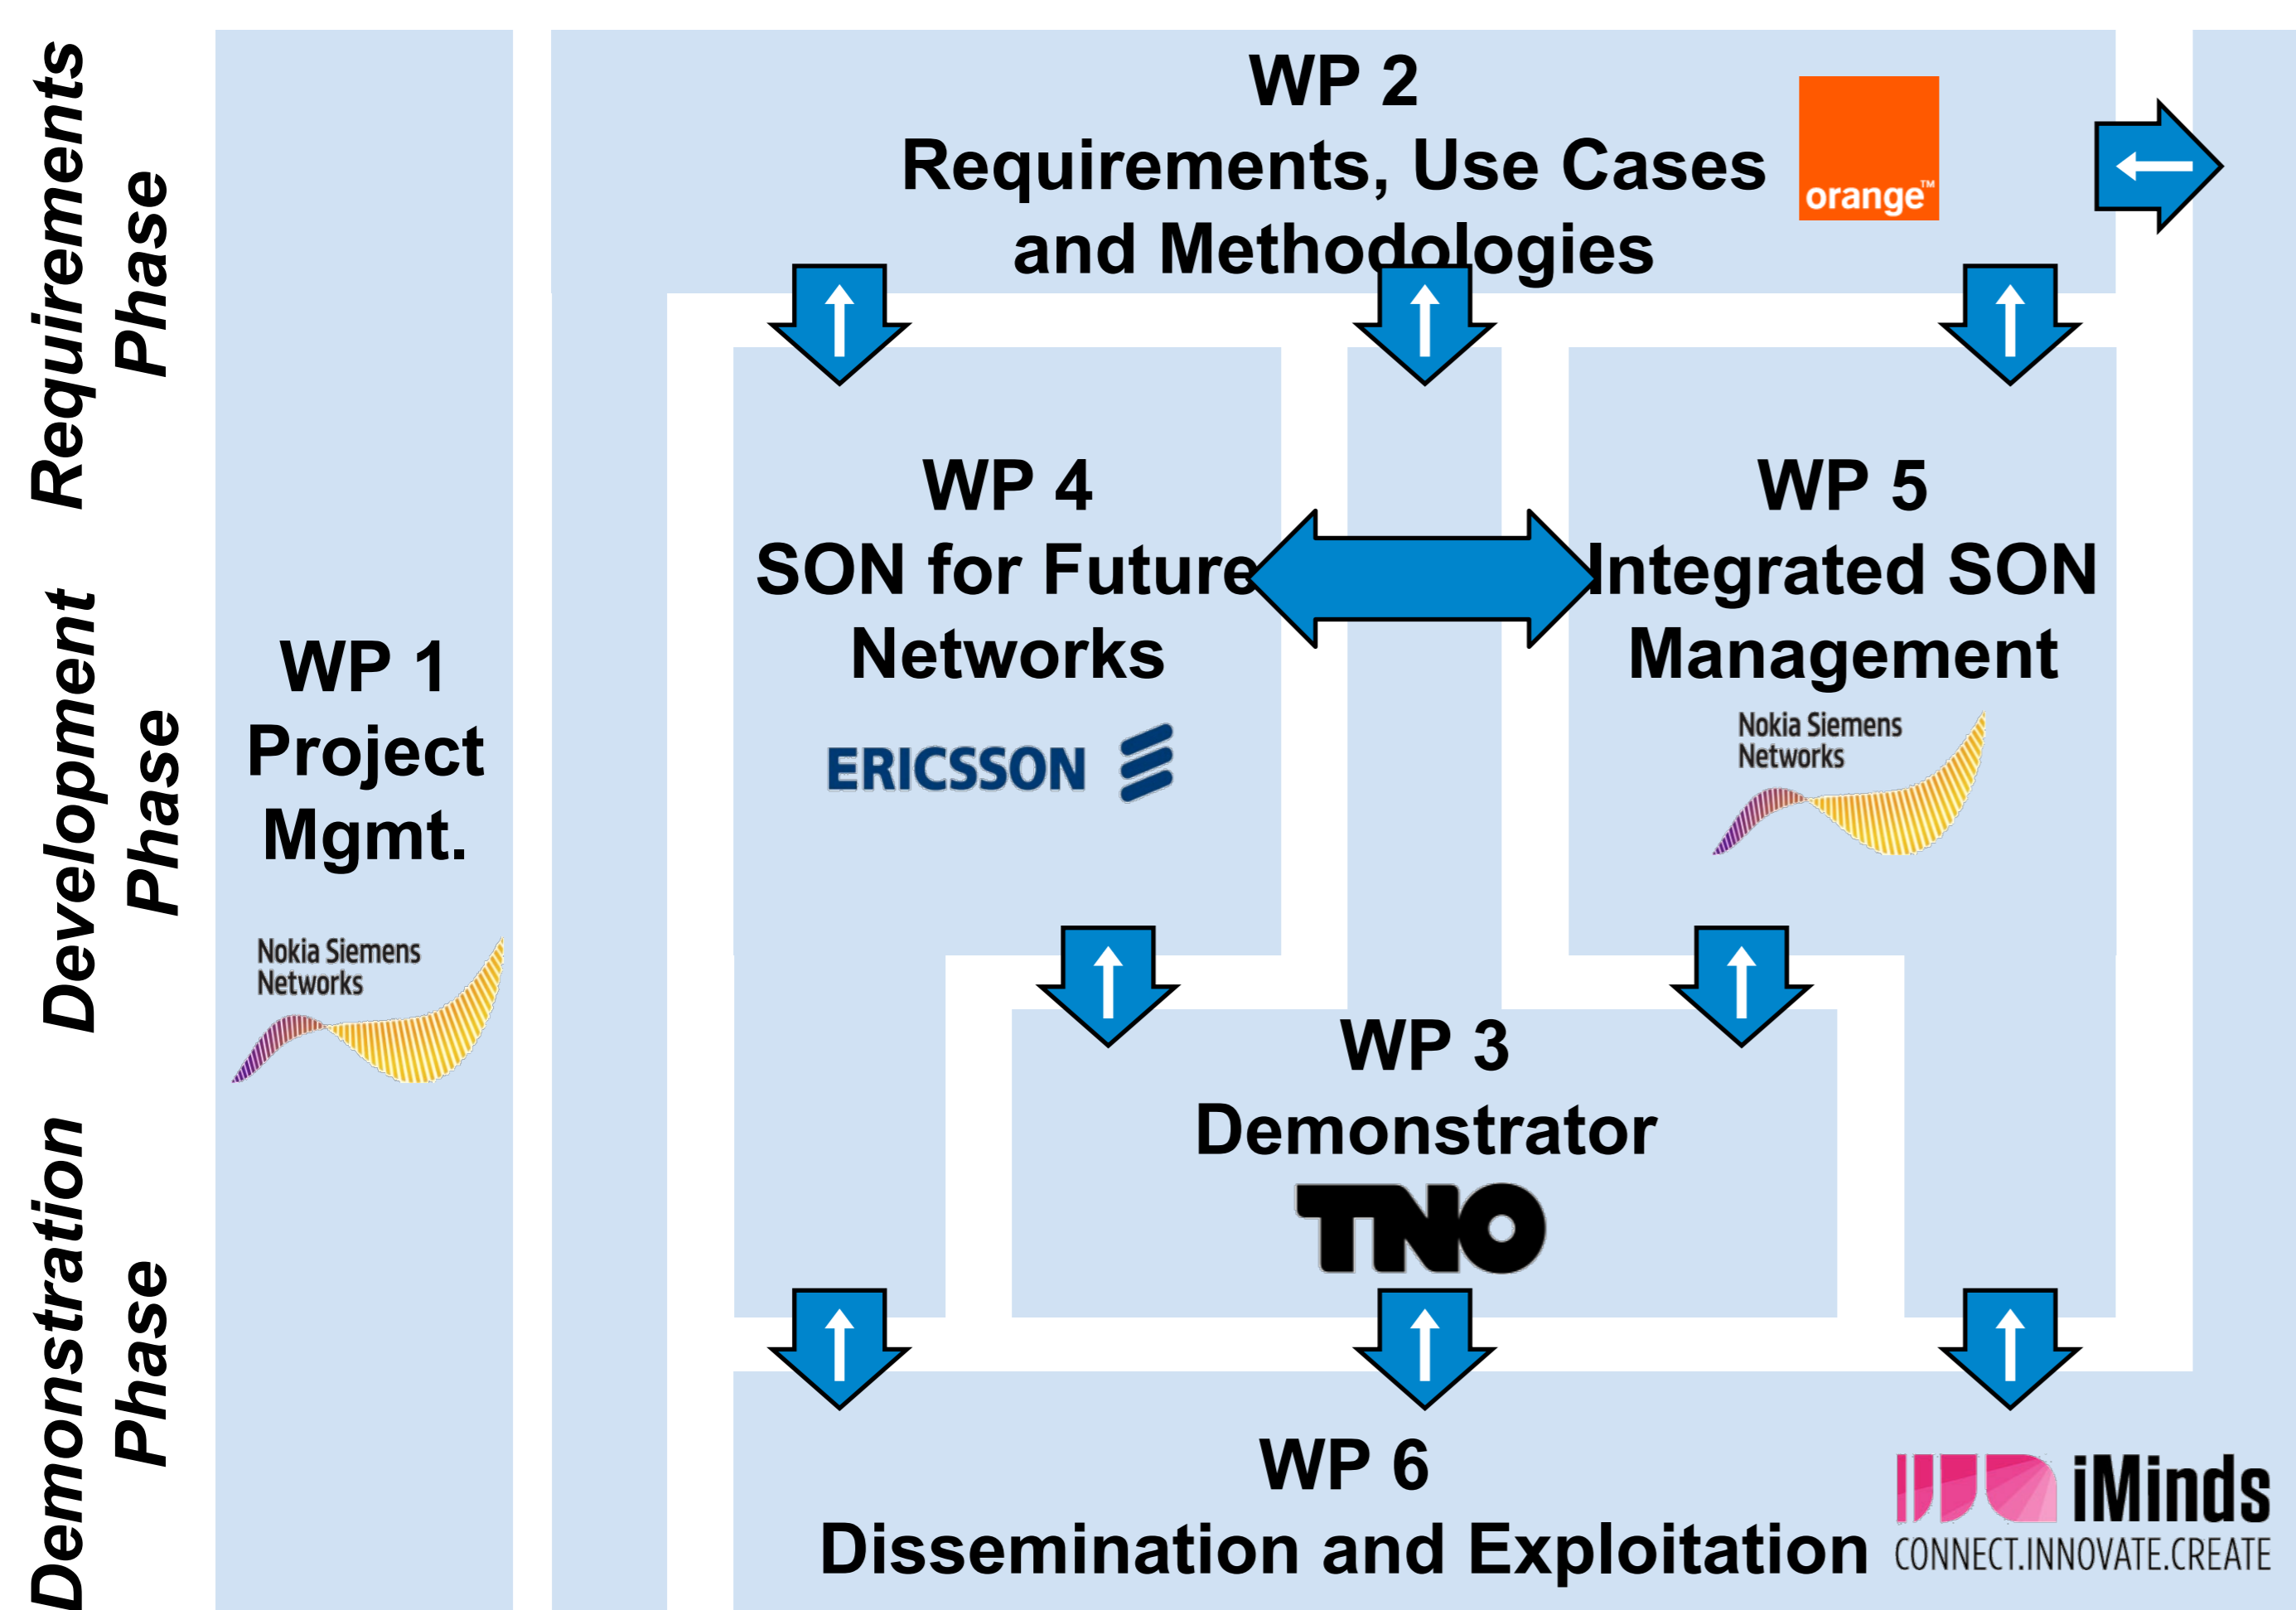 Requirements
Phase
Development
Phase
Demonstration
Phase
WP 1
Project
Mgmt.
Nokia Siemens
Networks
WP 2
Requirements, Use Cases
and Methodologies
orange™
WP 4
SON for Future
Networks
ERICSSON
WP 5
Integrated SON
Management
Nokia Siemens
Networks
WP 3
Demonstrator
TNO
WP 6
Dissemination and Exploitation
iMinds
CONNECT.INNOVATE.CREATE